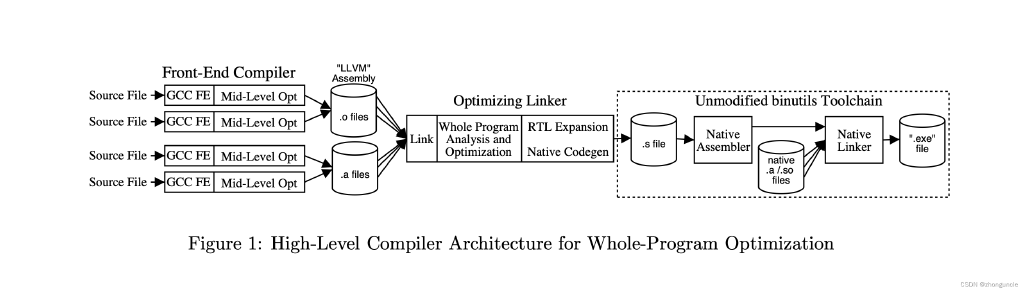 Front-End Compiler
Source File
GCC FE
Mid-Level Opt
Source File
GCC FE
Mid-Level Opt
Source File
GCC FE
Mid-Level Opt
Source File
GCC FE
Mid-Level Opt
"LLVM"
Assembly
.o files
.a files
Optimizing Linker
Link
Whole Program
Analysis and
Optimization
RTL Expansion
Native Codegen
Unmodified binutils Toolchain
.s file
Native
Assembler
native
.a /.so
files
Native
Linker
".exe"
file
Figure 1: High-Level Compiler Architecture for Whole-Program Optimization